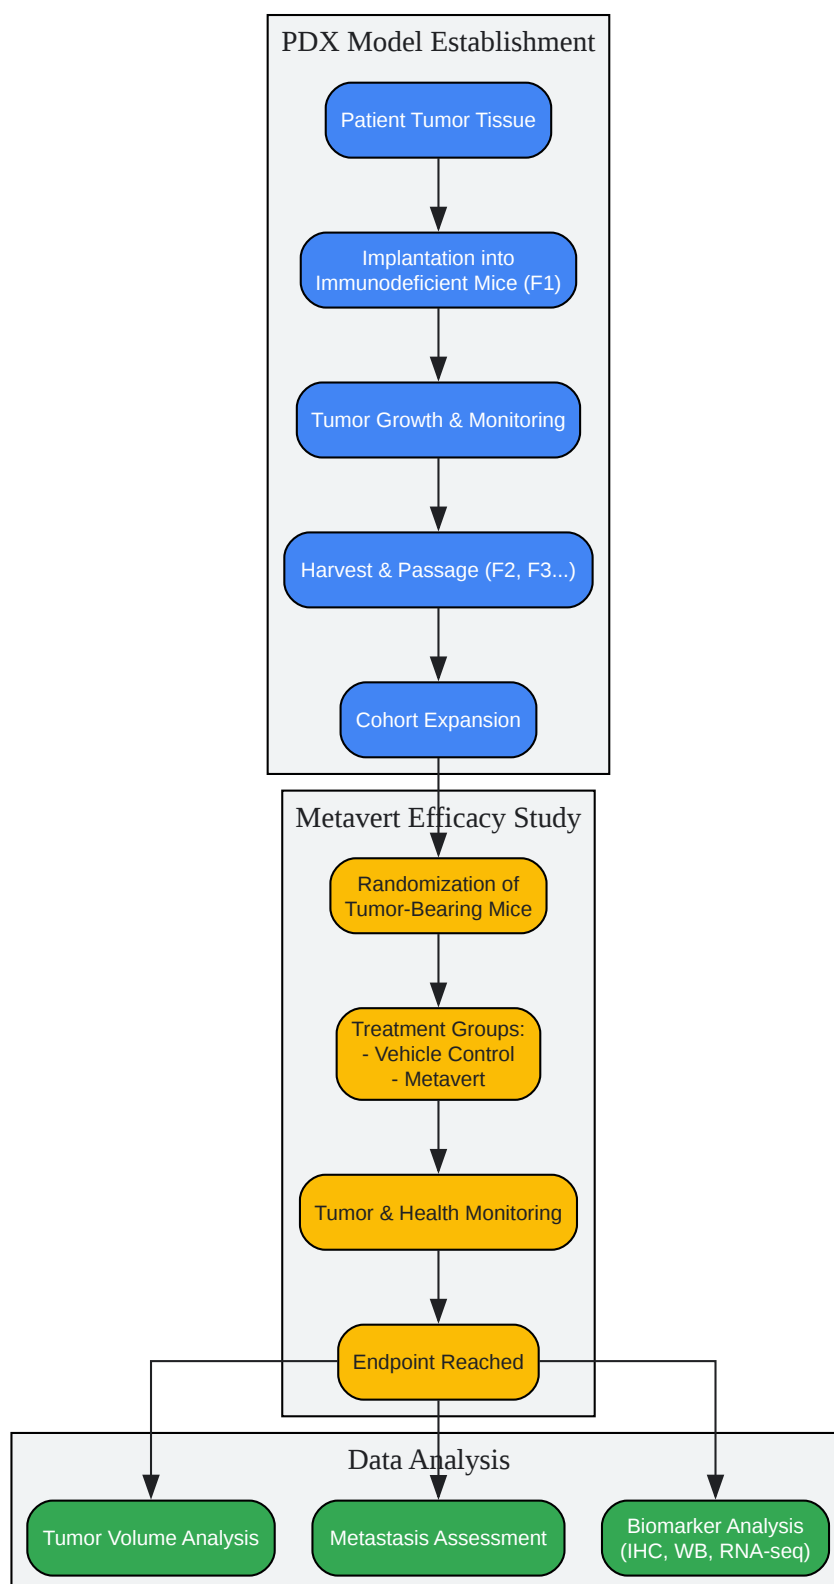 PDX Model Establishment
Patient Tumor Tissue
Implantation into
Immunodeficient Mice (F1)
Tumor Growth & Monitoring
Harvest & Passage (F2, F3...)
Cohort Expansion
Metavert Efficacy Study
Randomization of
Tumor-Bearing Mice
Treatment Groups:
- Vehicle Control
- Metavert
Tumor & Health Monitoring
Endpoint Reached
Data Analysis
Tumor Volume Analysis
Metastasis Assessment
Biomarker Analysis
(IHC, WB, RNA-seq)